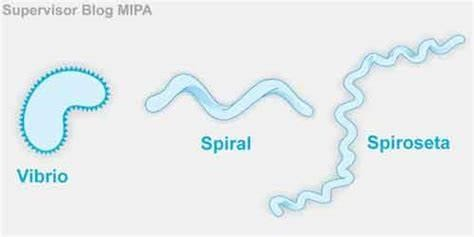 Supervisor Blog MIPA
Vibrio
Spiral
Spiroseta